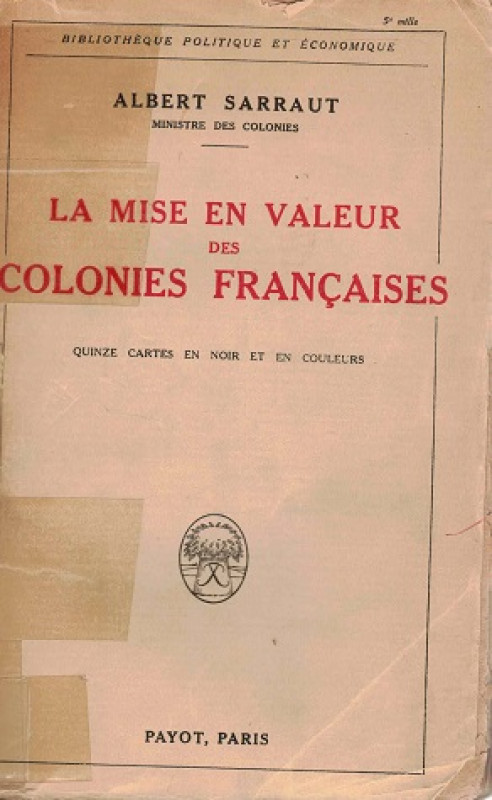 5e mille
BIBLIOTHÈQUE POLITIQUE ET ÉCONOMIQUE
ALBERT SARRAUT
MINISTRE DES COLONIES
LA MISE EN VALEUR
DES
COLONIES FRANÇAISES
QUINZE CARTES EN NOIR ET EN COULEURS
PAYOT, PARIS